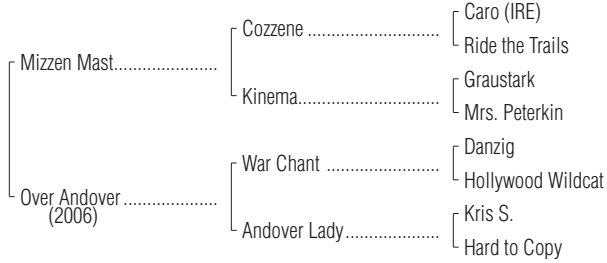 Caro (IRE)
Cozzene ..................
Ride the Trails
Mizzen Mast.................
Graustark
Kinema.......................
Mrs. Peterkin
Danzig
War Chant ...................
Hollywood Wildcat
Over Andover ...............
(2006)
Kris S.
Andover Lady...............
Hard to Copy